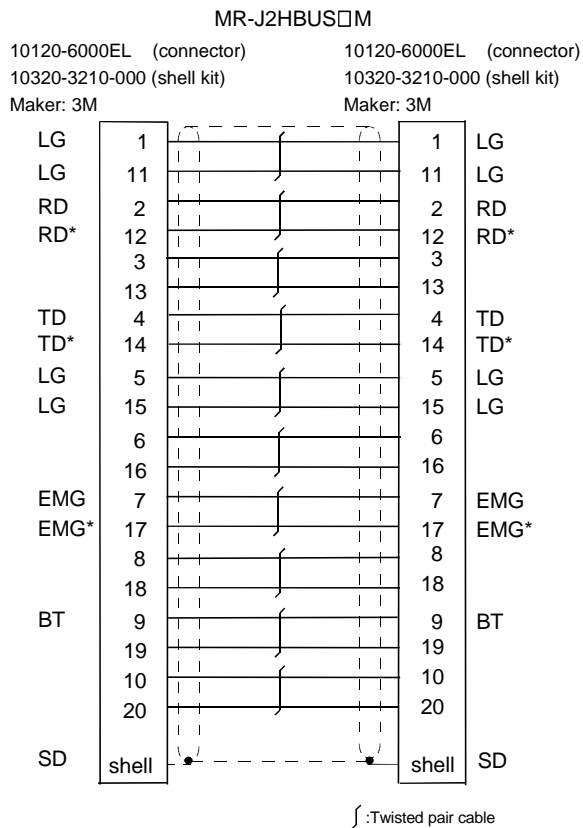 MR-J2HBUS□M
10120-6000EL (connector) 10120-6000EL (connector)
10320-3210-000 (shell kit) 10320-3210-000 (shell kit)
Maker: 3M Maker: 3M
LG 1 1 LG
LG 11 11 LG
RD 2 2 RD
RD* 12 12 RD*
3 3
13 13
TD 4 4 TD
TD* 14 14 TD*
LG 5 5 LG
LG 15 15 LG
6 6
16 16
EMG 7 7 EMG
EMG* 17 17 EMG*
8 8
18 18
BT 9 9 BT
19 19
10 10
20 20
SD shell shell SD
:Twisted pair cable